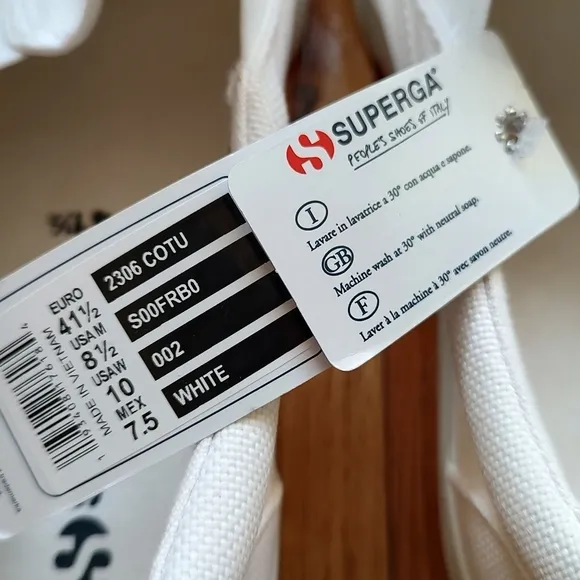 SUPERGA®
PEOPLE'S SHOES OF ITALY
I
Lavare in lavatrice a 30° con acqua e sapone.
GB
Machine wash at 30° with neutral soap.
F
Laver à la machine à 30° avec savon neutre.
2306 COTU
S00FRB0
002
WHITE
EURO
41½
USA M
8½
USAW
10
MEX
7.5
MADE IN VIETNAM